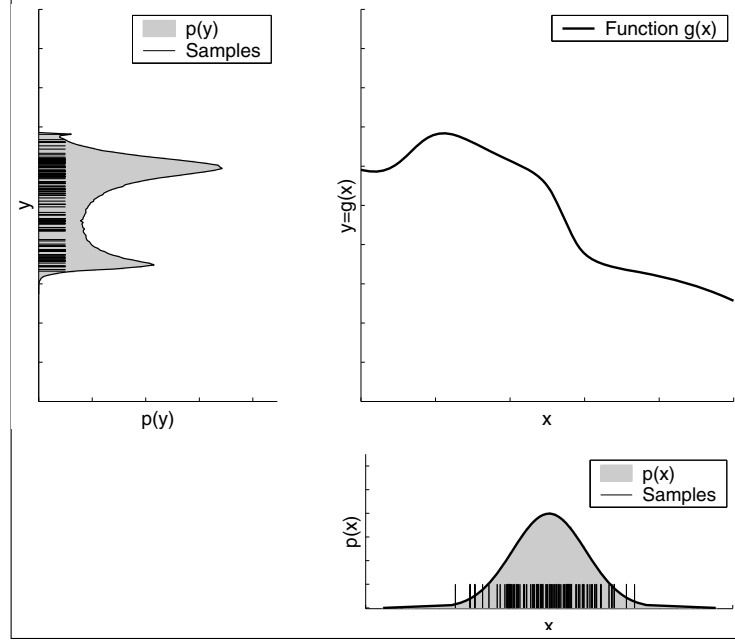 p(y)
Samples
y
p(y)
Function g(x)
y=g(x)
x
p(x)
Samples
p(x)
x